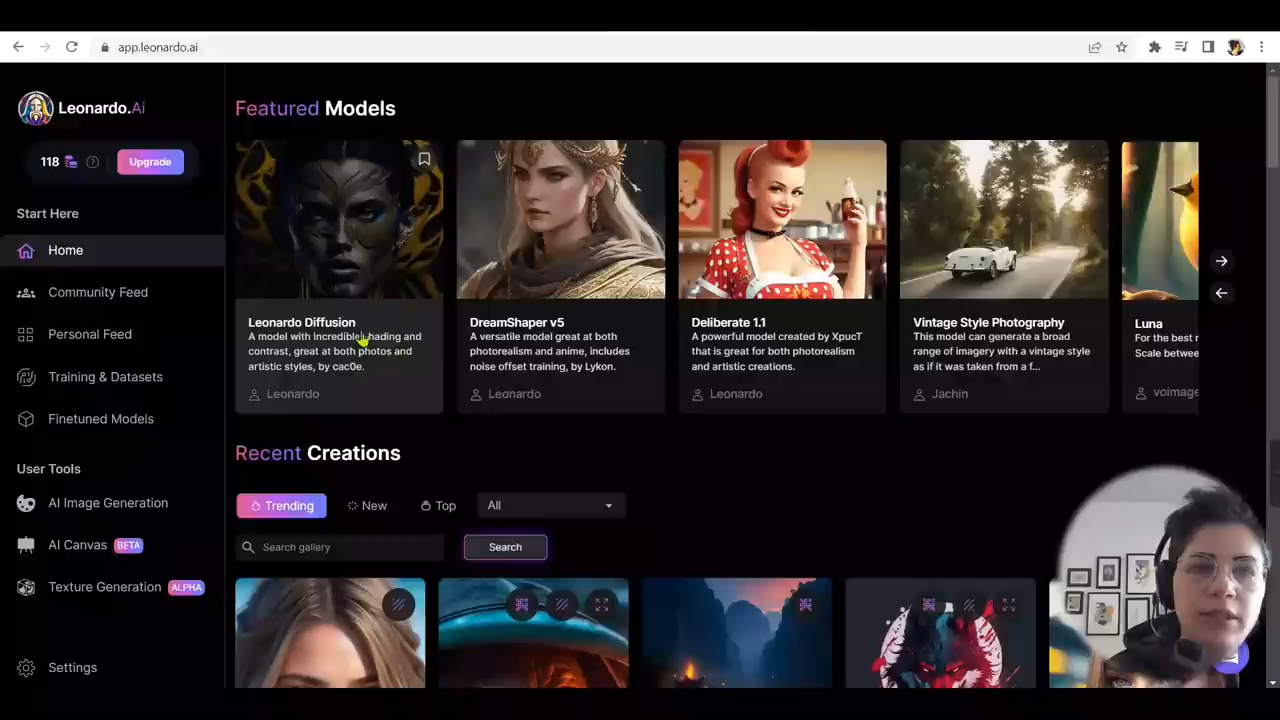 app.leonardo.ai
Leonardo.Ai
118
Upgrade
Start Here
Home
Community Feed
Personal Feed
Training & Datasets
Finetuned Models
User Tools
AI Image Generation
AI Canvas BETA
Texture Generation ALPHA
Settings
Featured Models
Leonardo Diffusion
A model with incredible shading and
contrast, great at both photos and
artistic styles, by cac0e.
Leonardo
DreamShaper v5
A versatile model great at both
photorealism and anime, includes
noise offset training, by Lykon.
Leonardo
Deliberate 1.1
A powerful model created by XpucT
that is great for both photorealism
and artistic creations.
Leonardo
Vintage Style Photography
This model can generate a broad
range of imagery with a vintage style
as if it was taken from a f...
Jachin
Luna
For the best
Scale betwee
voimage
Recent Creations
Trending
New
Top
All
Search gallery
Search